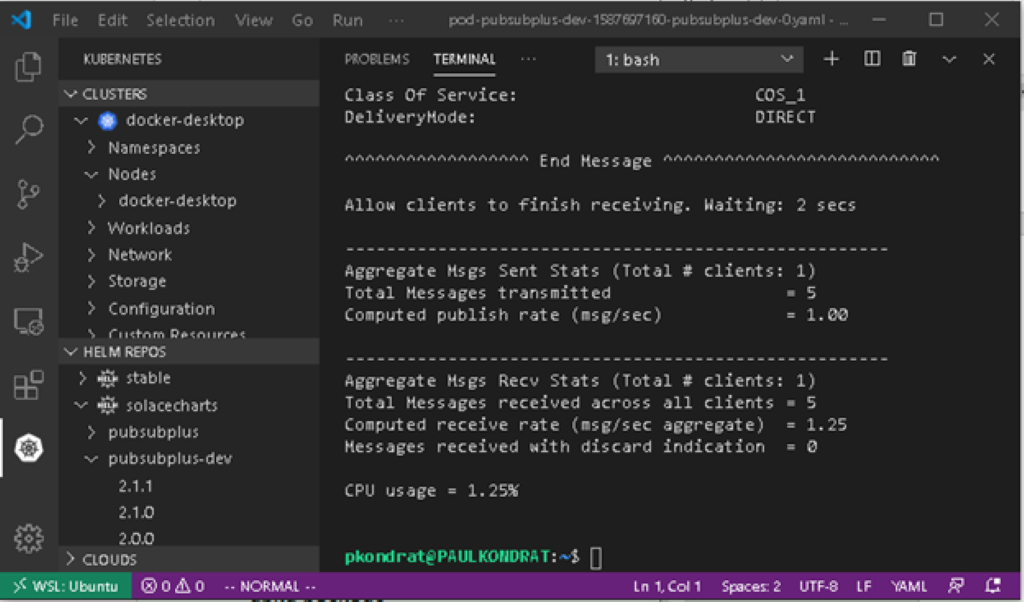 File Edit Selection View Go Run ··· pod-pubsubplus-dev-1587697160-pubsubplus-dev-0.yaml - ...
KUBERNETES
CLUSTERS
docker-desktop
Namespaces
Nodes
docker-desktop
Workloads
Network
Storage
Configuration
Custom Resources
HELM REPOS
stable
solacecharts
pubsubplus
pubsubplus-dev
2.1.1
2.1.0
2.0.0
CLOUDS
PROBLEMS TERMINAL ··· 1: bash
Class Of Service: COS_1
DeliveryMode: DIRECT
^^^^^^^^^^^^^^^^^^ End Message ^^^^^^^^^^^^^^^^^^^^^^^^^^^
Allow clients to finish receiving. Waiting: 2 secs
-----------------------------------------------------
Aggregate Msgs Sent Stats (Total # clients: 1)
Total Messages transmitted = 5
Computed publish rate (msg/sec) = 1.00
-----------------------------------------------------
Aggregate Msgs Recv Stats (Total # clients: 1)
Total Messages received across all clients = 5
Computed receive rate (msg/sec aggregate) = 1.25
Messages received with discard indication = 0
CPU usage = 1.25%
pkondrat@PAULKONDRAT:~$
WSL: Ubuntu 0 0 -- NORMAL -- Ln 1, Col 1 Spaces: 2 UTF-8 LF YAML